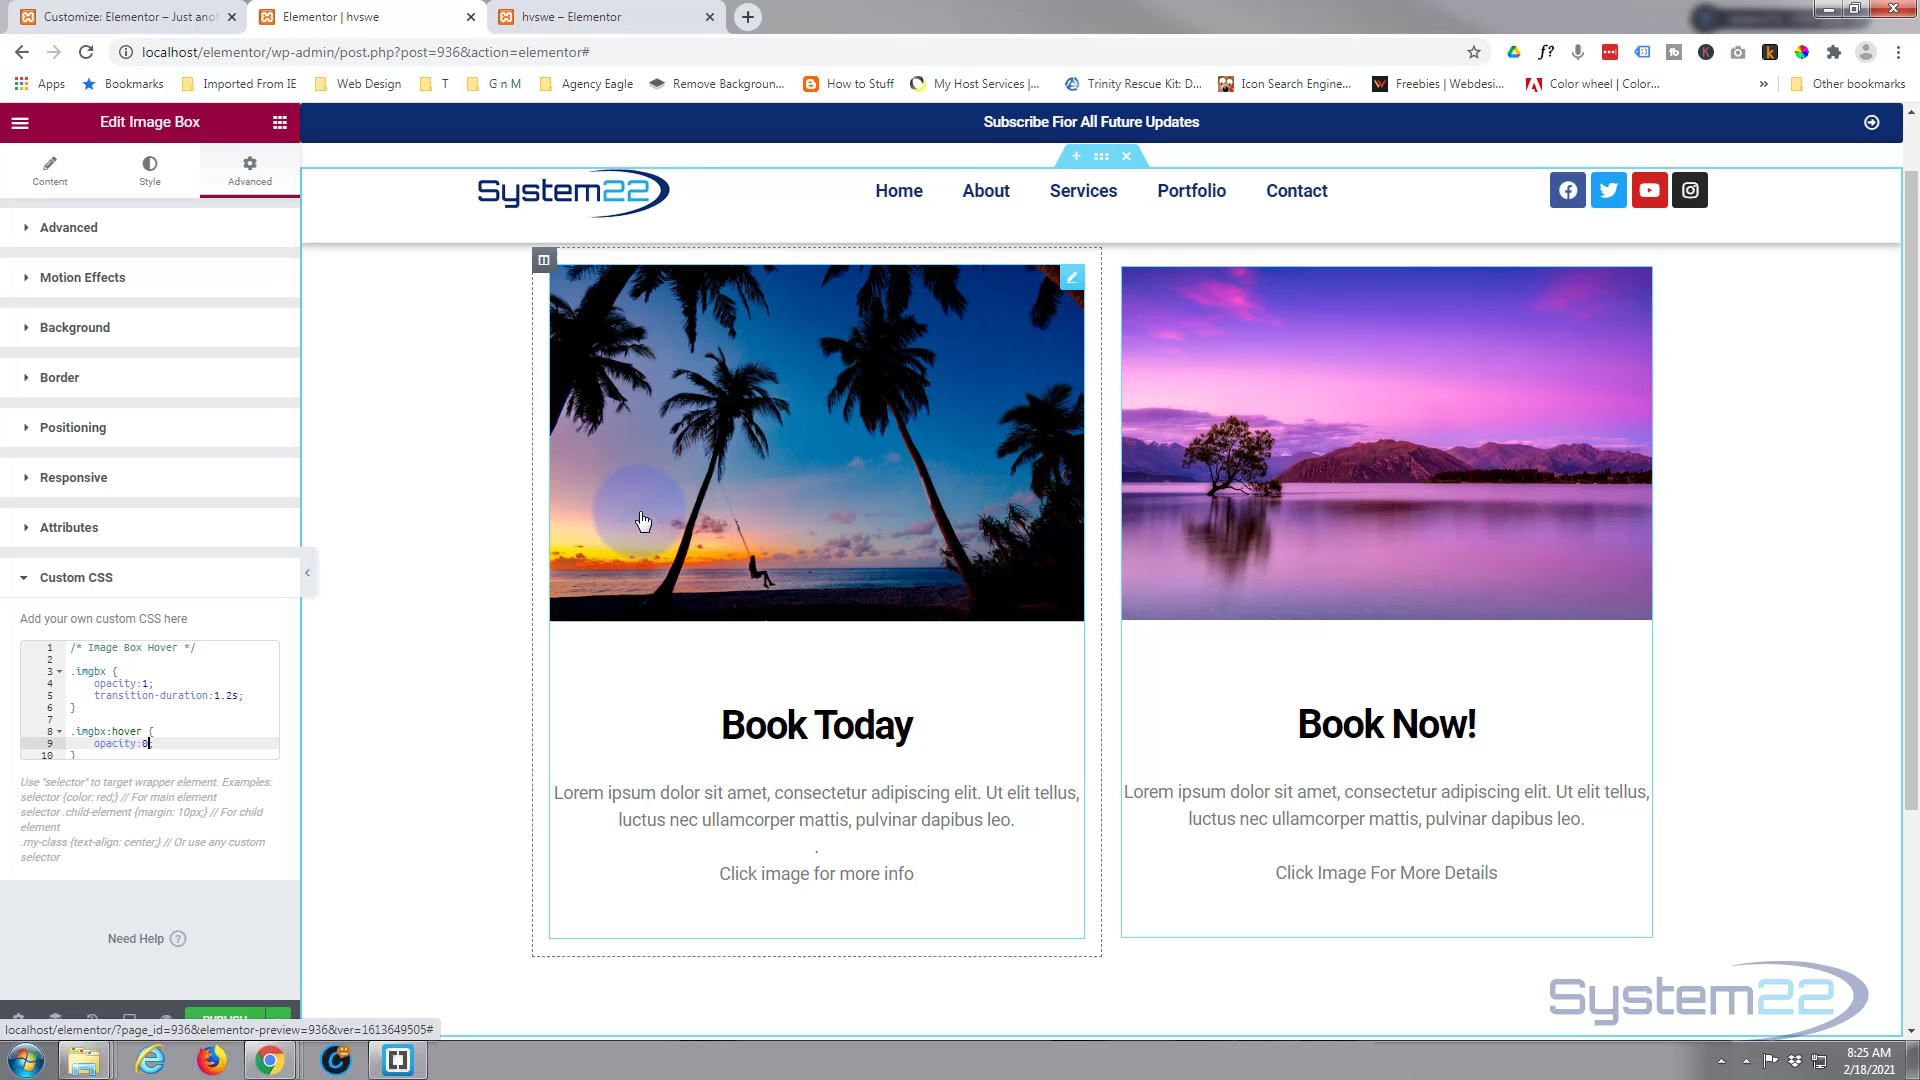 Customize: Elementor – Just anot
Elementor | hvswe
hvswe – Elementor
localhost/elementor/wp-admin/post.php?post=936&action=elementor#
Apps
Bookmarks
Imported From IE
Web Design
T
G n M
Agency Eagle
Remove Backgroun...
How to Stuff
My Host Services |...
Trinity Rescue Kit: D...
Icon Search Engine...
Freebies | Webdesi...
Color wheel | Color...
»
Other bookmarks
Edit Image Box
Content
Style
Advanced
Advanced
Motion Effects
Background
Border
Positioning
Responsive
Attributes
Custom CSS
Add your own custom CSS here
1 /* Image Box Hover */
2
3 .imgbx {
4 opacity:1;
5 transition-duration:1.2s;
6 }
7
8 .imgbx:hover {
9 opacity:0;
10 }
Use "selector" to target wrapper element. Examples:
selector {color: red;} // For main element
selector .child-element {margin: 10px;} // For child
element
.my-class {text-align: center;} // Or use any custom
selector
Need Help ?
localhost/elementor/?page_id=936&elementor-preview=936&ver=1613649505#
Subscribe Fior All Future Updates
System22
Home
About
Services
Portfolio
Contact
Book Today
Lorem ipsum dolor sit amet, consectetur adipiscing elit. Ut elit tellus,
luctus nec ullamcorper mattis, pulvinar dapibus leo.
.
Click image for more info
Book Now!
Lorem ipsum dolor sit amet, consectetur adipiscing elit. Ut elit tellus,
luctus nec ullamcorper mattis, pulvinar dapibus leo.
Click Image For More Details
System22
8:25 AM
2/18/2021